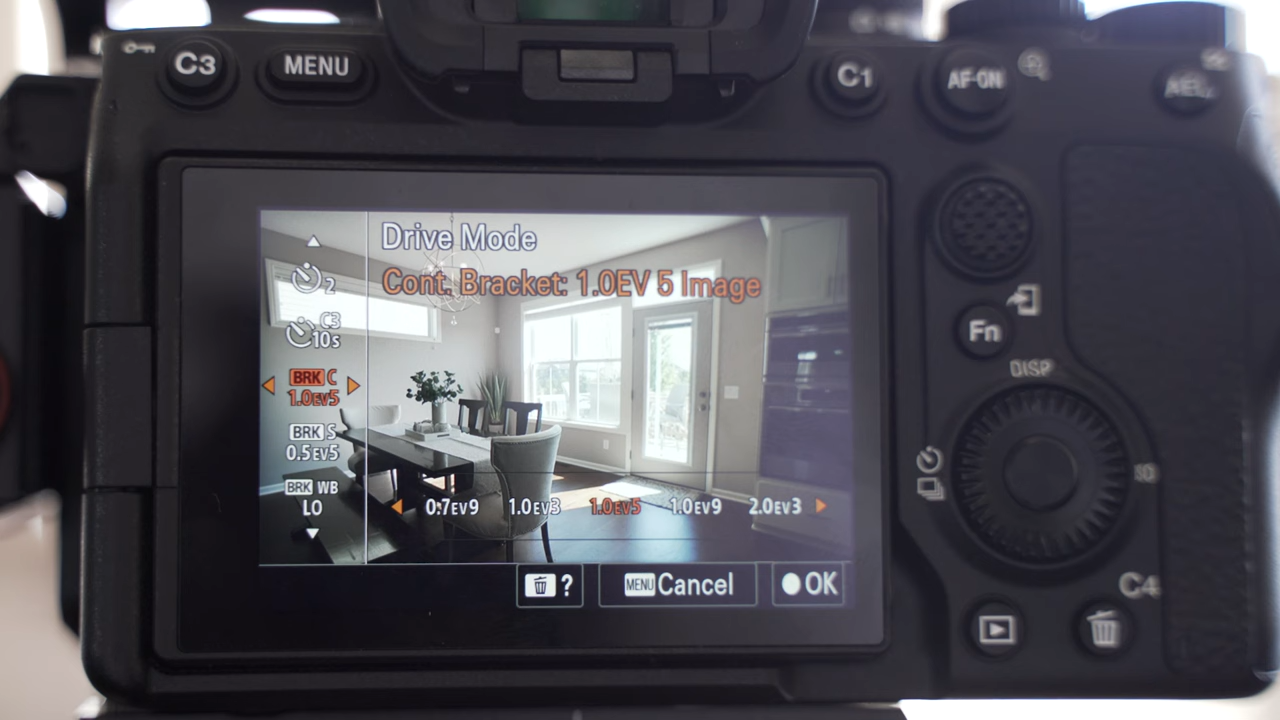 C3
MENU
C1
AF-ON
AEL
Drive Mode
Cont. Bracket: 1.0EV 5 Image
2
C3
10s
BRK C
1.0EV5
BRK S
0.5EV5
BRK WB
LO
0.7EV9 1.0EV3 1.0EV5 1.0EV9 2.0EV3
?
MENU Cancel
OK
Fn
DISP
ISO
C4